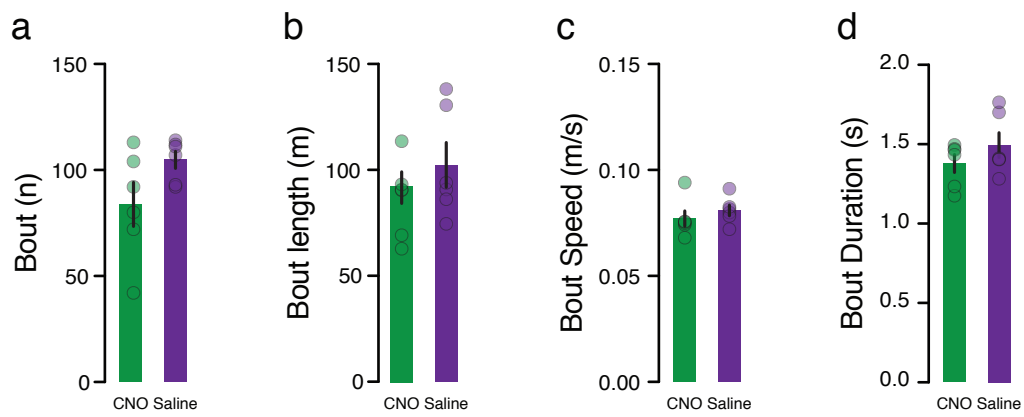 a
Bout (n)
150
100
50
0
CNO Saline
b
Bout length (m)
150
100
50
0
CNO Saline
c
Bout Speed (m/s)
0.15
0.10
0.05
0.00
CNO Saline
d
Bout Duration (s)
2.0
1.5
1.0
0.5
0.0
CNO Saline